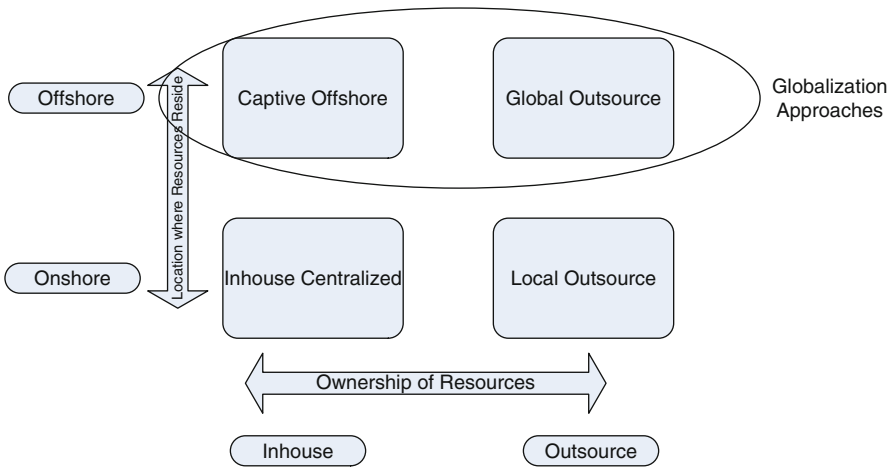 Offshore
Location where Resources Reside
Captive Offshore
Global Outsource
Globalization
Approaches
Onshore
Inhouse Centralized
Local Outsource
Ownership of Resources
Inhouse
Outsource